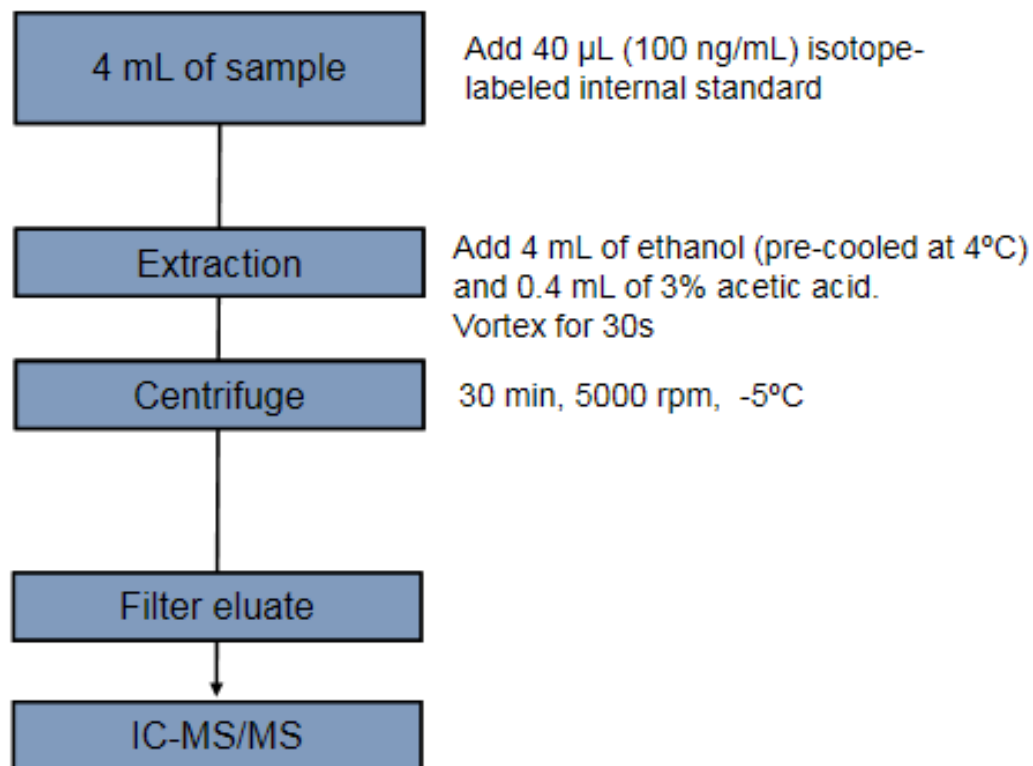 4 mL of sample
Add 40 µL (100 ng/mL) isotope-
labeled internal standard
Extraction
Add 4 mL of ethanol (pre-cooled at 4ºC)
and 0.4 mL of 3% acetic acid.
Vortex for 30s
Centrifuge
30 min, 5000 rpm, -5ºC
Filter eluate
IC-MS/MS